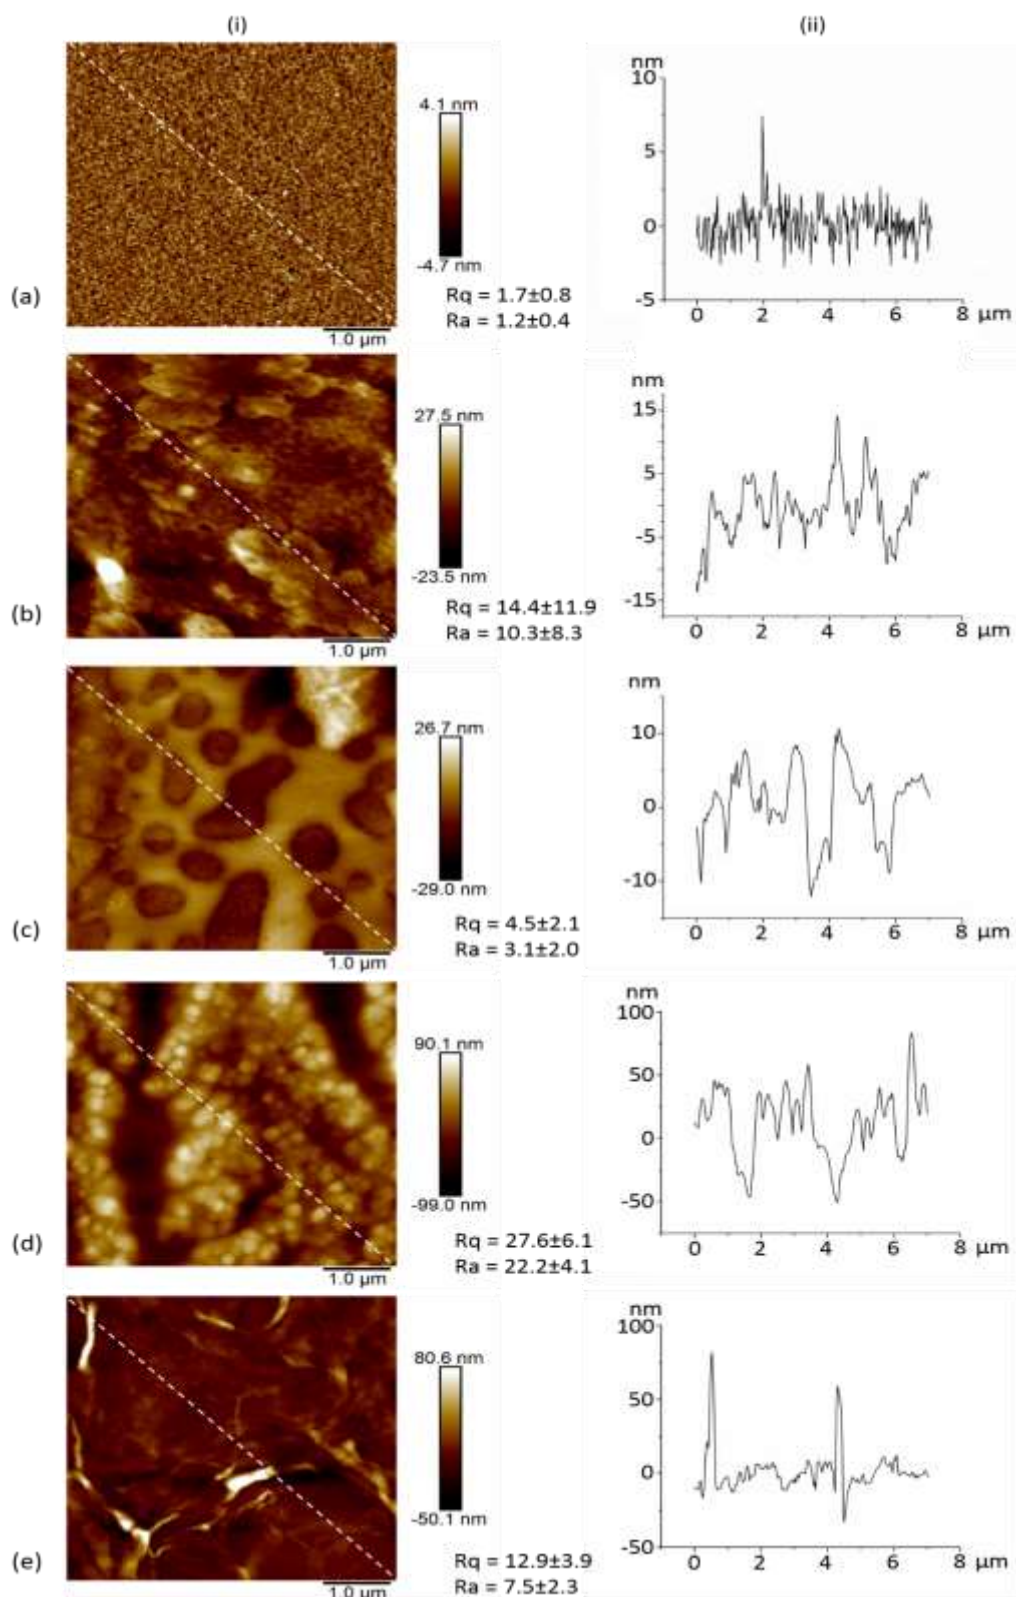 (i) (ii)
nm
10
5
0
-5
0 2 4 6 8 μm
4.1 nm
-4.7 nm
(a)
Rq = 1.7±0.8
Ra = 1.2±0.4
1.0 μm
nm
15
5
-5
-15
0 2 4 6 8 μm
27.5 nm
-23.5 nm
(b)
Rq = 14.4±11.9
Ra = 10.3±8.3
1.0 μm
nm
10
0
-10
0 2 4 6 8 μm
26.7 nm
-29.0 nm
(c)
Rq = 4.5±2.1
Ra = 3.1±2.0
1.0 μm
nm
100
50
0
-50
0 2 4 6 8 μm
90.1 nm
-99.0 nm
(d)
Rq = 27.6±6.1
Ra = 22.2±4.1
1.0 μm
nm
100
50
0
-50
0 2 4 6 8 μm
80.6 nm
-50.1 nm
(e)
Rq = 12.9±3.9
Ra = 7.5±2.3
1.0 μm